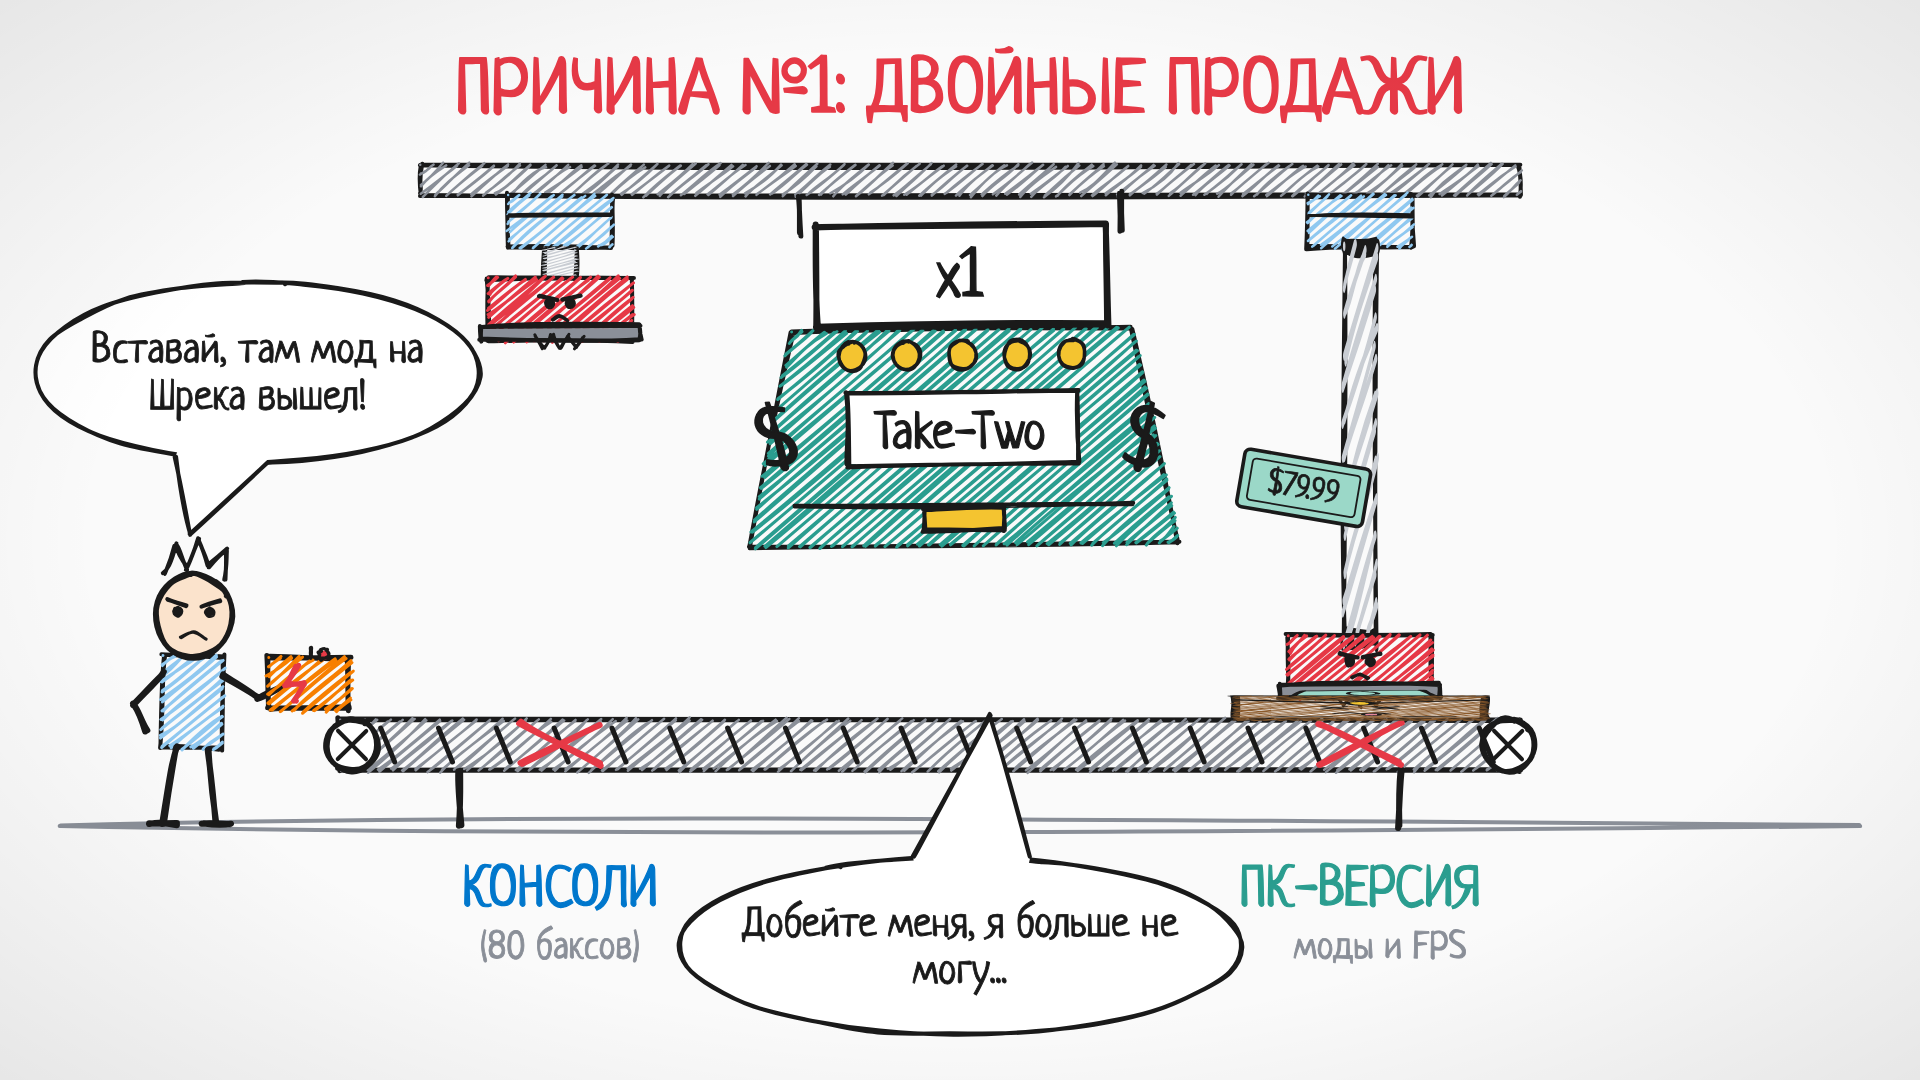 ПРИЧИНА №1: ДВОЙНЫЕ ПРОДАЖИ
x1
Вставай, там мод на
Шрека вышел!
$ Take-Two $
$79.99
КОНСОЛИ
(80 баксов)
Добейте меня, я больше не
могу...
ПК-ВЕРСИЯ
моды и FPS